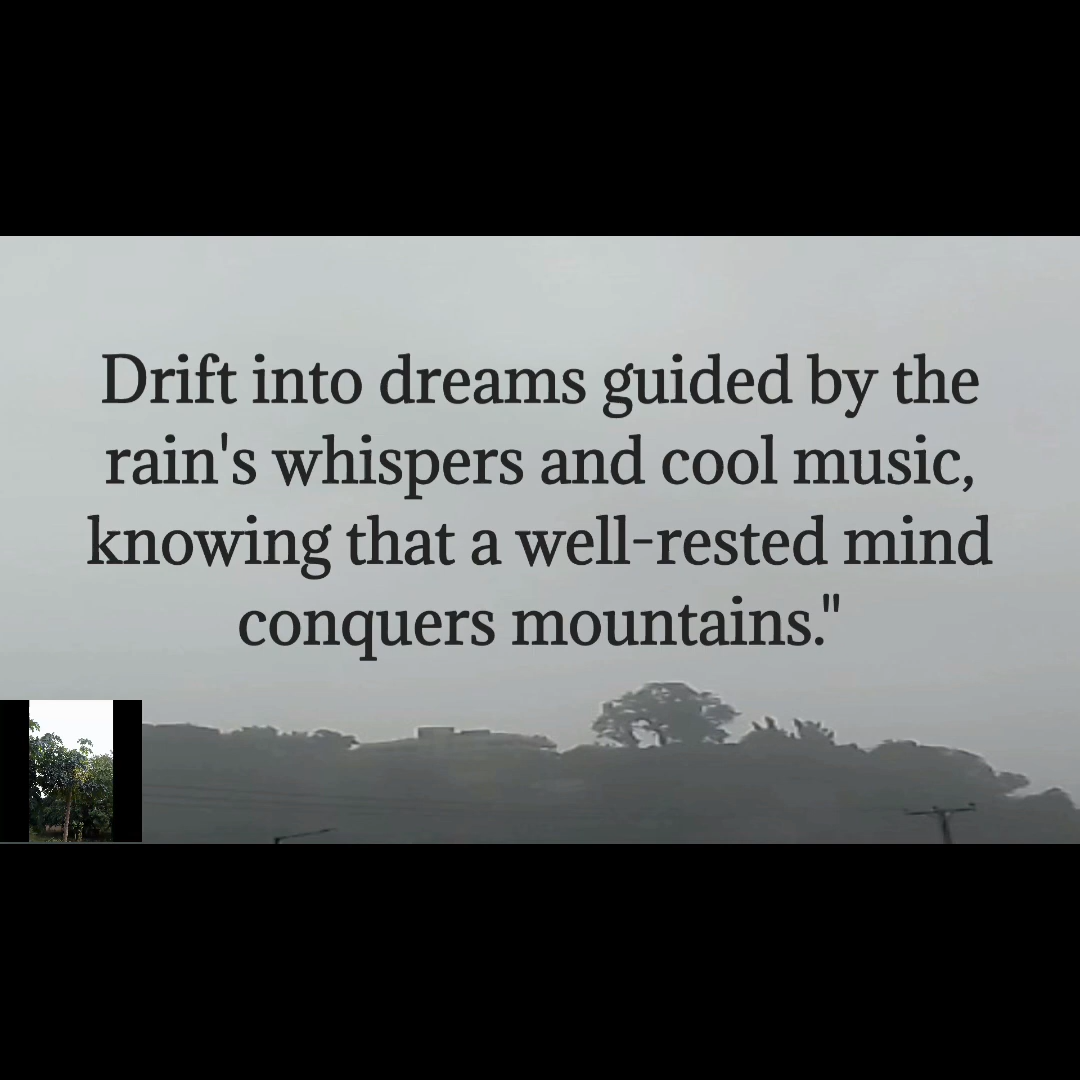 Drift into dreams guided by the
rain's whispers and cool music,
knowing that a well-rested mind
conquers mountains."